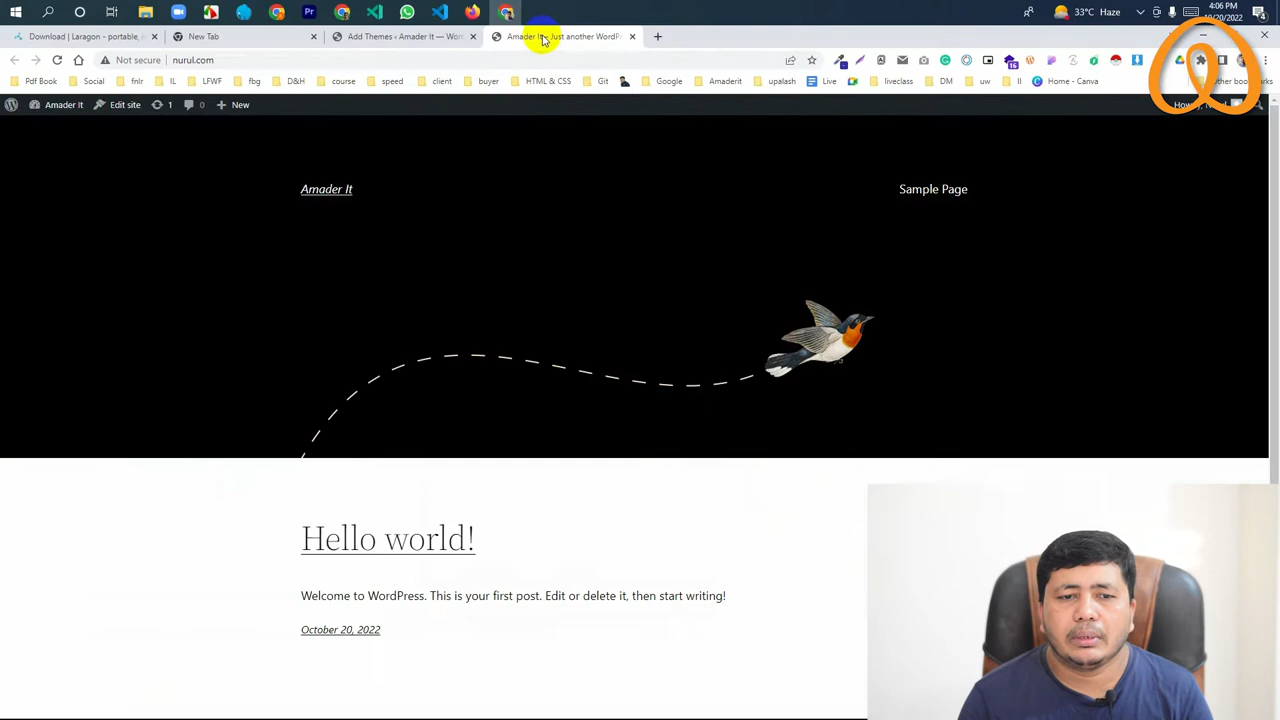 33°C Haze
4:06 PM
10/20/2022
Download | Laragon - portable, i
New Tab
Add Themes ‹ Amader It — Wor
Amader It – Just another WordPr
Not secure
nurul.com
Pdf Book
Social
fnlr
IL
LFWF
fbg
D&H
course
speed
client
buyer
HTML & CSS
Git
Google
Amaderit
upalash
Live
liveclass
DM
uw
II
Home - Canva
other bookmarks
Amader It
Edit site
1
0
New
Amader It
Sample Page
Hello world!
Welcome to WordPress. This is your first post. Edit or delete it, then start writing!
October 20, 2022